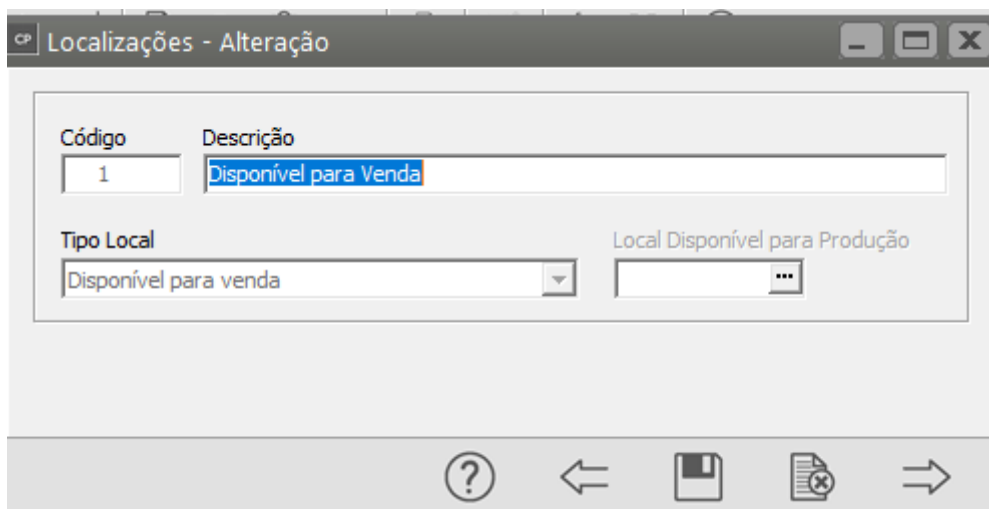 CP Localizações - Alteração
Código Descrição
1 Disponível para Venda
Tipo Local Local Disponível para Produção
Disponível para venda ...
?